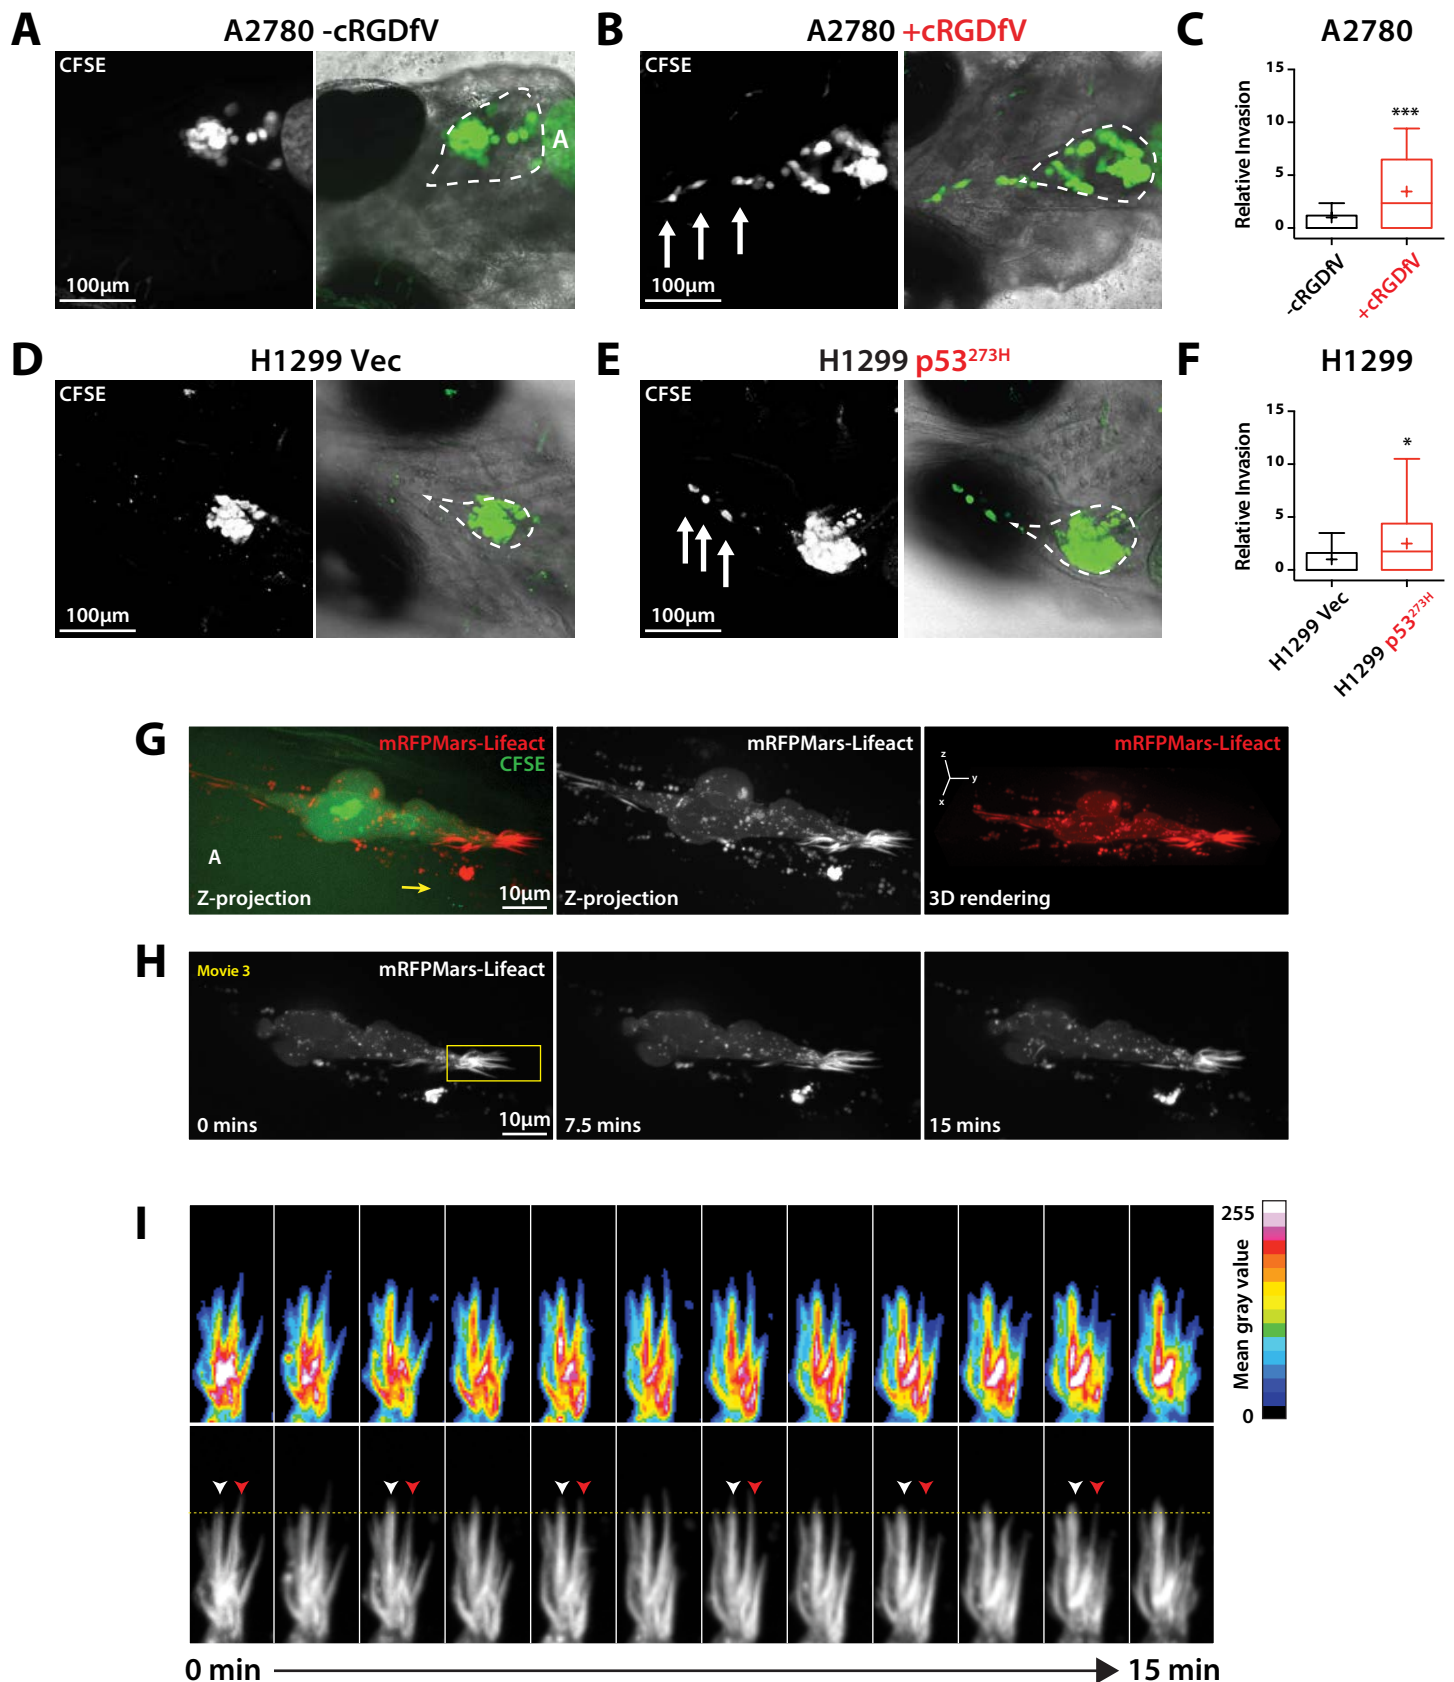 A
A2780 -cRGDfV
CFSE
A
100μm
B
A2780 +cRGDfV
CFSE
100μm
C
A2780
Relative Invasion
15
10
5
0
***
-cRGDfV
+cRGDfV
D
H1299 Vec
CFSE
100μm
E
H1299 p53273H
CFSE
100μm
F
H1299
Relative Invasion
15
10
5
0
*
H1299 Vec
H1299 p53273H
G
mRFPMars-Lifeact
CFSE
A
Z-projection
10μm
mRFPMars-Lifeact
Z-projection
mRFPMars-Lifeact
z
y
x
3D rendering
H
Movie 3
mRFPMars-Lifeact
0 mins
10μm
7.5 mins
15 mins
I
255
Mean gray value
0
0 min
15 min